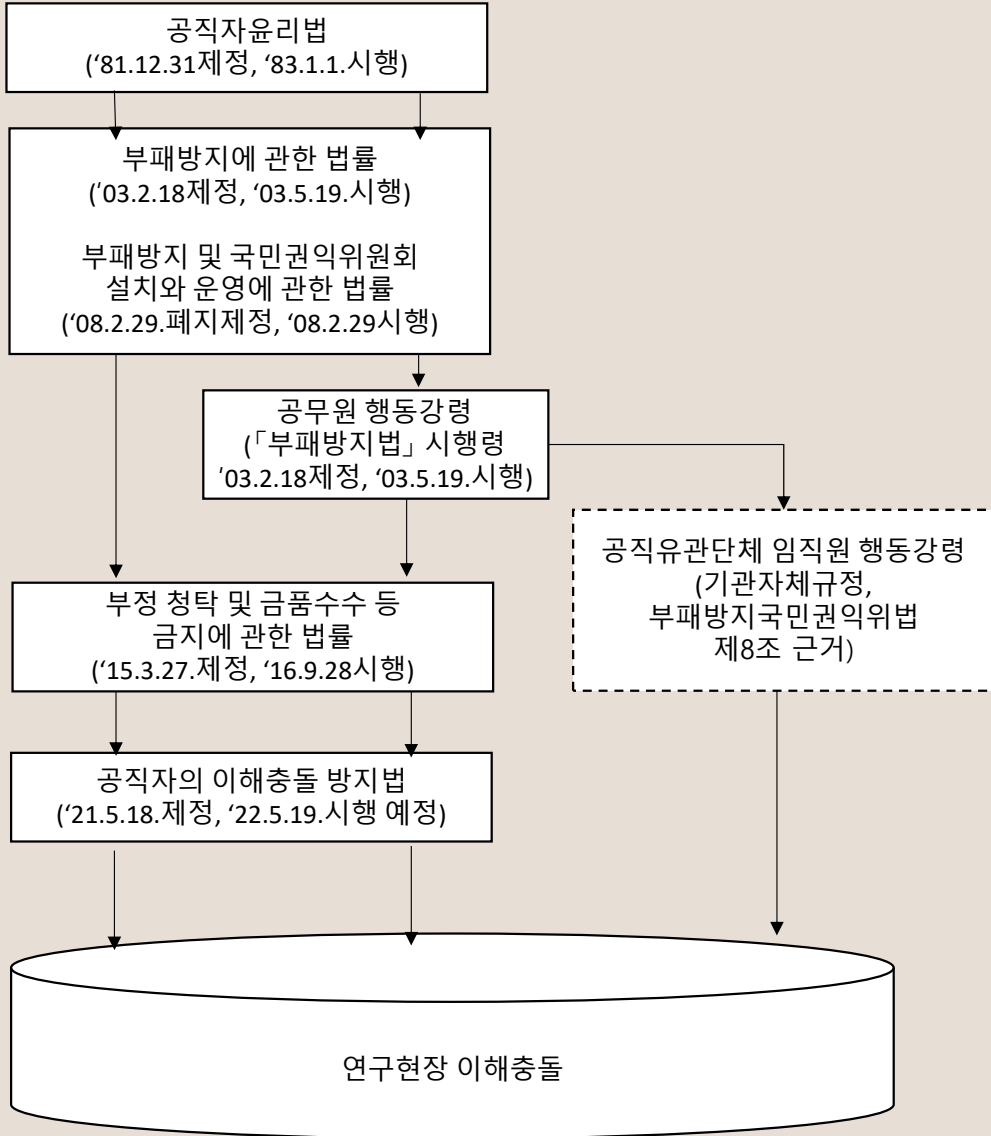 공직자윤리법
(‘81.12.31제정, ‘83.1.1.시행)
부패방지에 관한 법률
(‘03.2.18제정, ‘03.5.19.시행)
부패방지 및 국민권익위원회
설치와 운영에 관한 법률
(‘08.2.29.폐지제정, ‘08.2.29시행)
공무원 행동강령
(「부패방지법」 시행령
‘03.2.18제정, ‘03.5.19.시행)
공직유관단체 임직원 행동강령
(기관자체규정,
부패방지국민권익위법
제8조 근거)
부정 청탁 및 금품수수 등
금지에 관한 법률
(‘15.3.27.제정, ‘16.9.28시행)
공직자의 이해충돌 방지법
(‘21.5.18.제정, ‘22.5.19.시행 예정)
연구현장 이해충돌